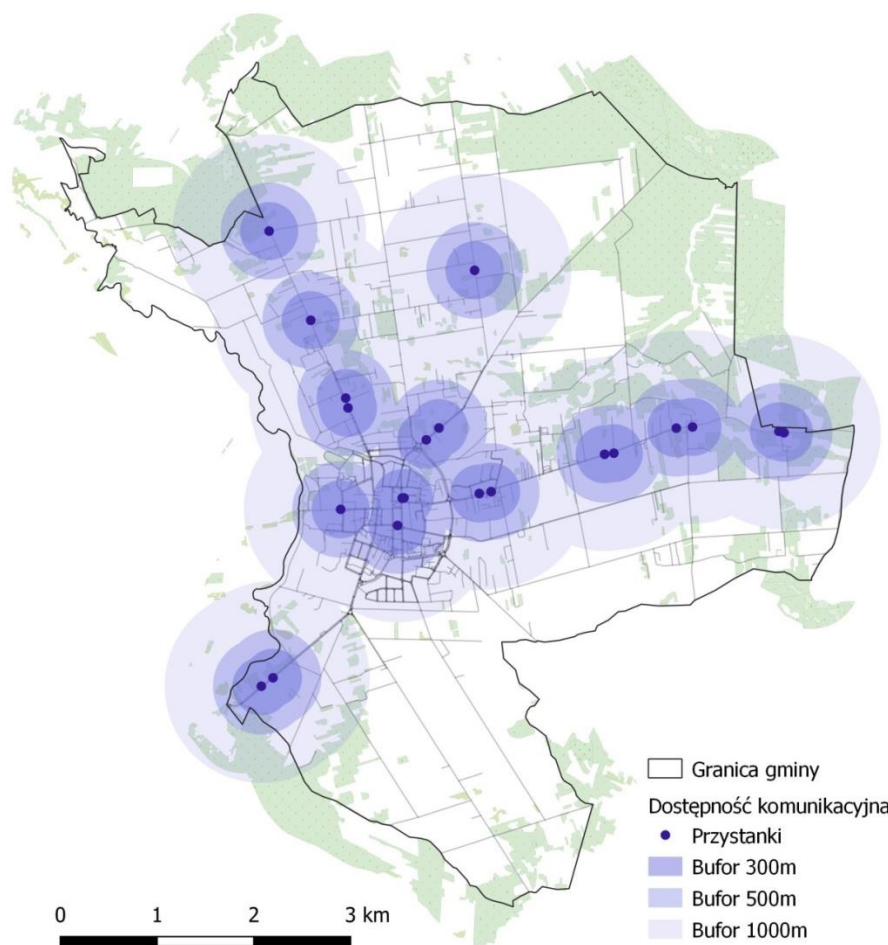 Granica gminy
Dostępność komunikacyjna
Przystanki
Bufor 300m
Bufor 500m
Bufor 1000m
0 1 2 3 km